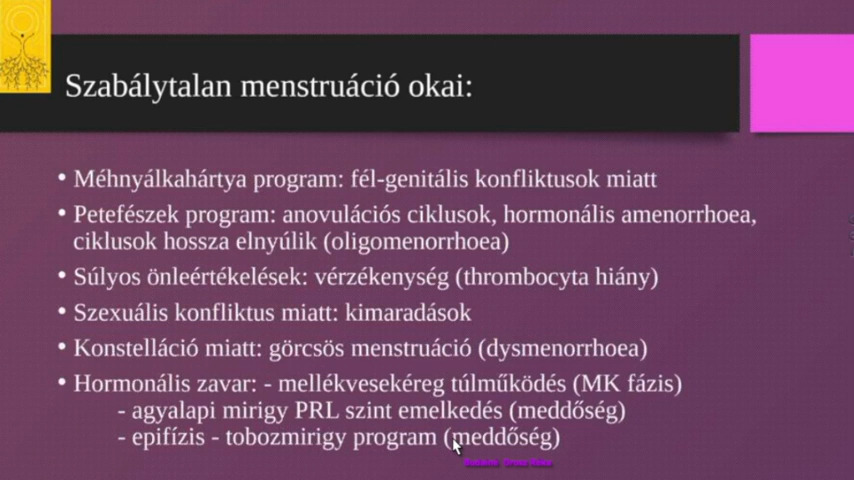 Szabálytalan menstruáció okai:
• Méhnyálkahártya program: fél-genitális konfliktusok miatt
• Petefészek program: anovulációs ciklusok, hormonális amenorrhoea,
ciklusok hossza elnyúlik (oligomenorrhoea)
• Súlyos önleértékelések: vérzékenység (thrombocyta hiány)
• Szexuális konfliktus miatt: kimaradások
• Konstelláció miatt: görcsös menstruáció (dysmenorrhoea)
• Hormonális zavar: - mellékvesekéreg túlműködés (MK fázis)
- agyalapi mirigy PRL szint emelkedés (meddőség)
- epifízis - tobozmirigy program (meddőség)